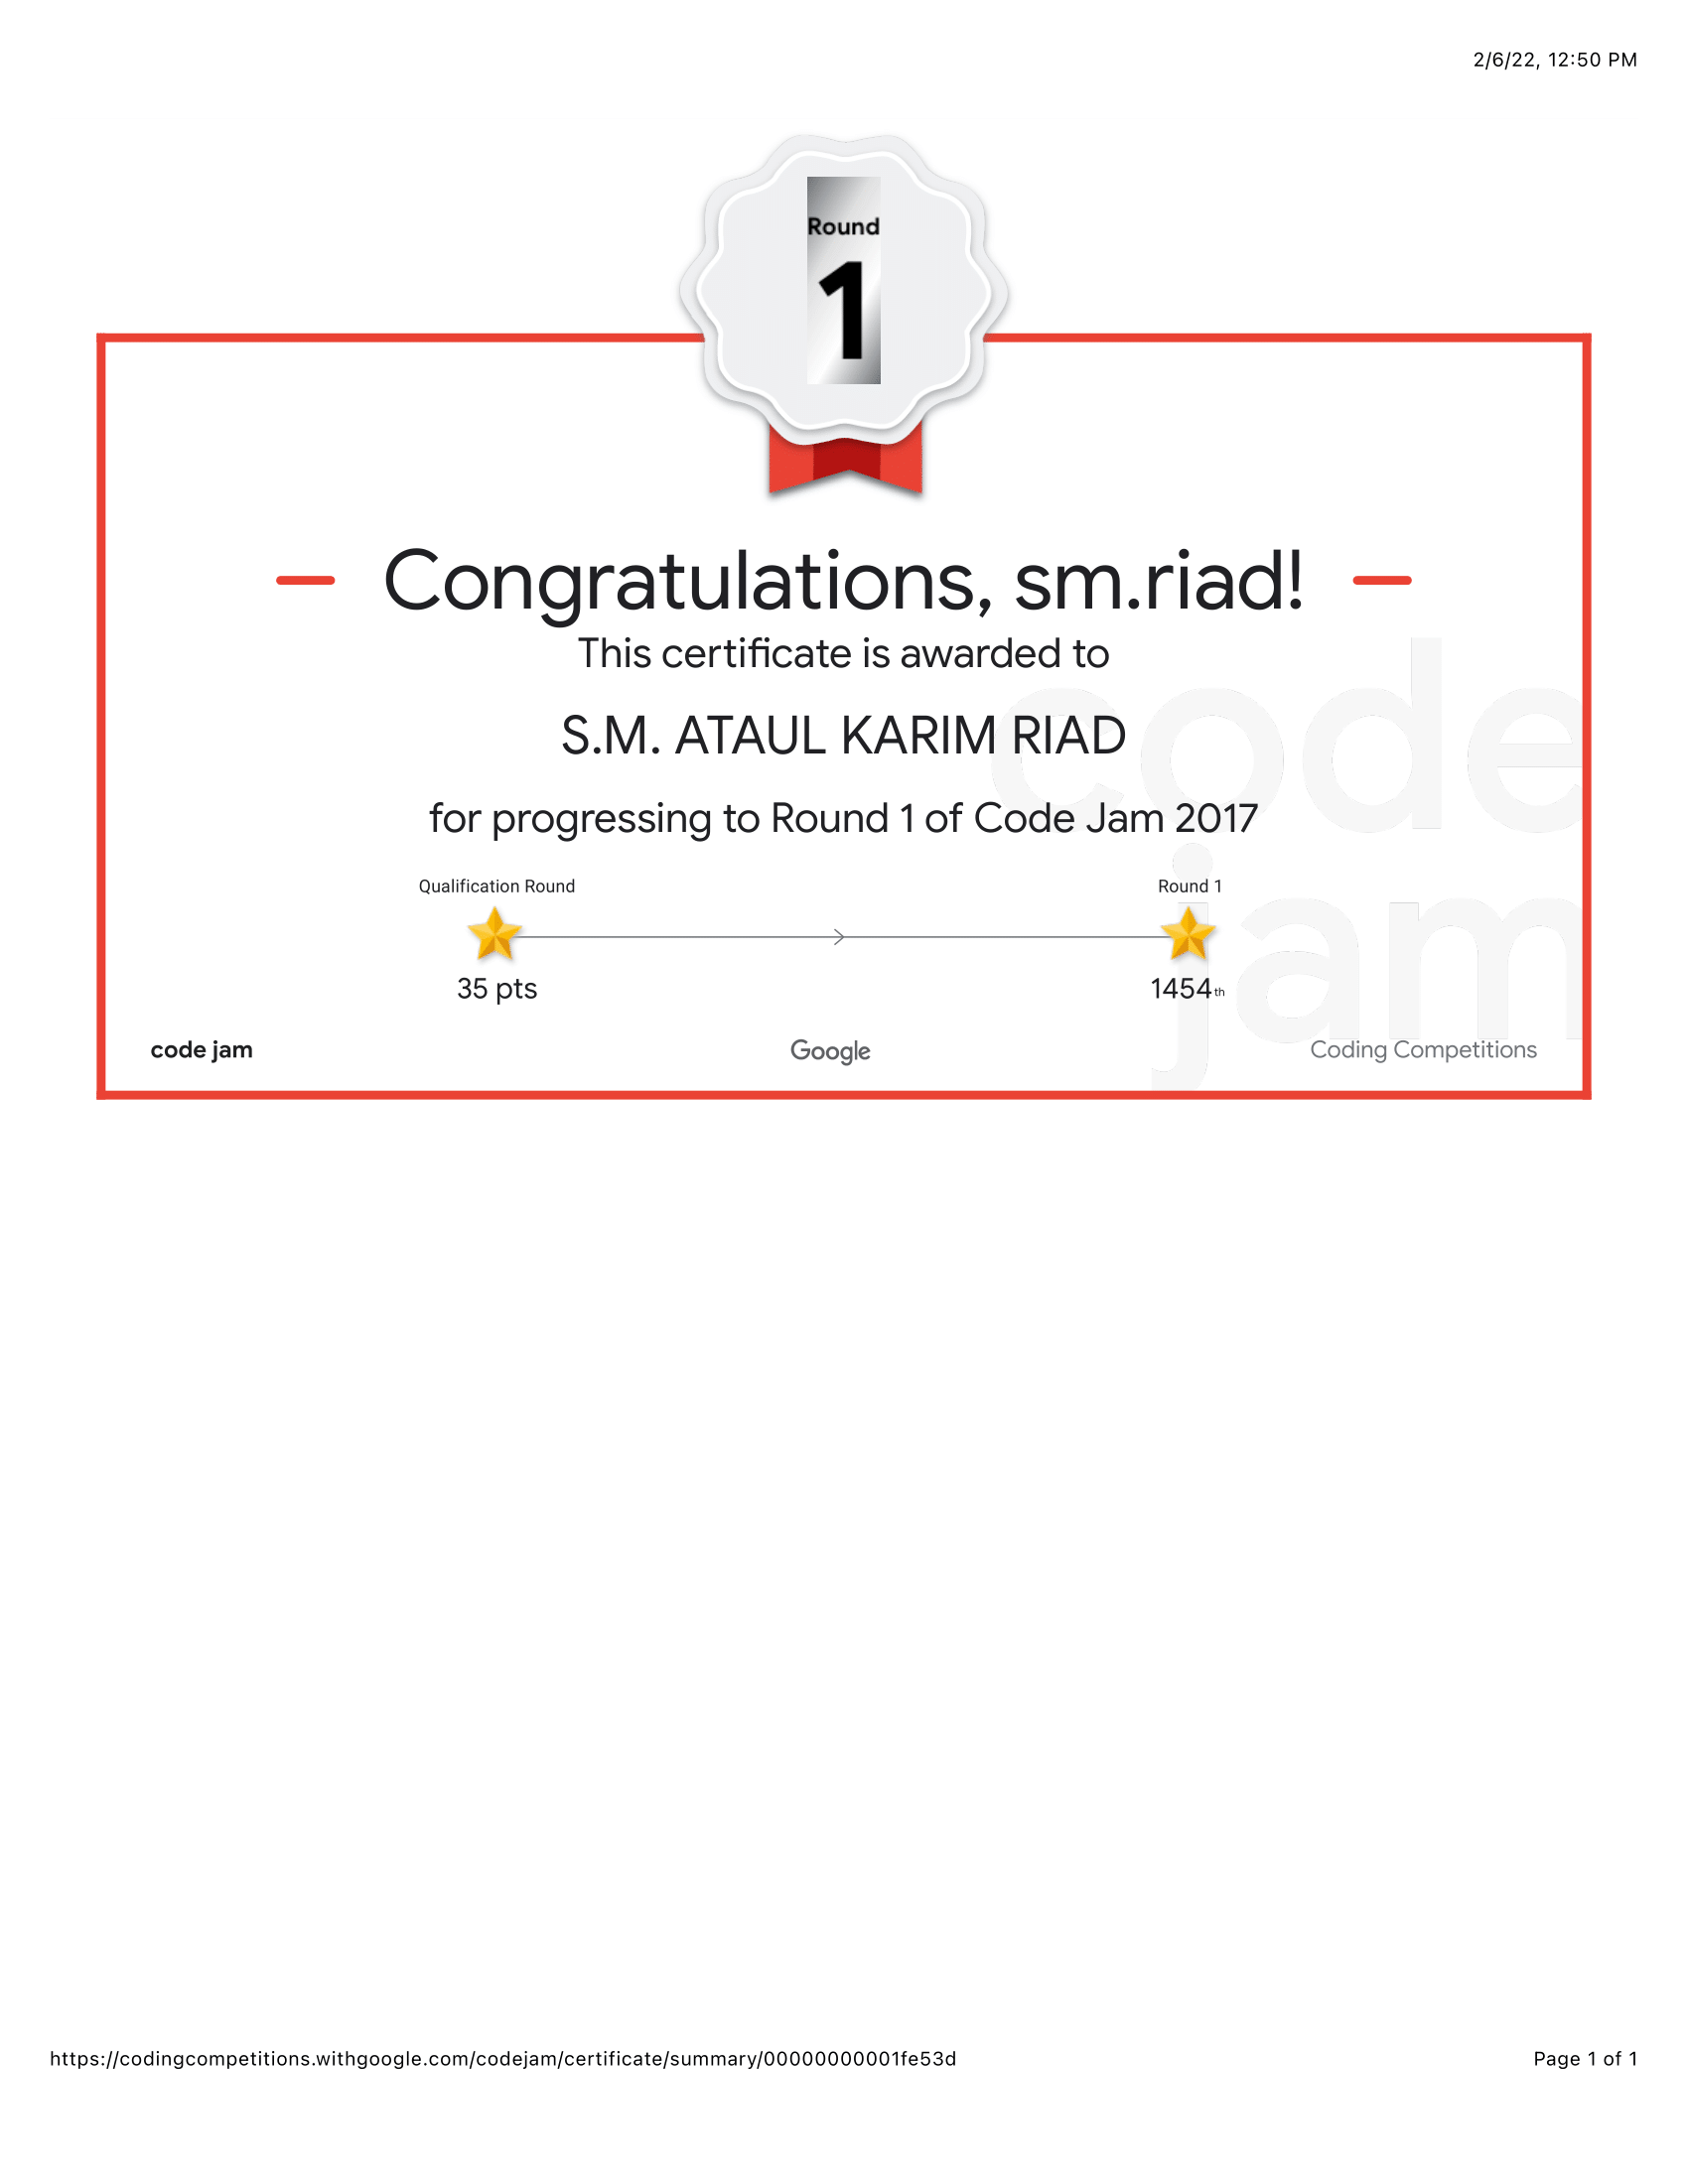 2/6/22, 12:50 PM
Round
1
Congratulations, sm.riad!
This certificate is awarded to
S.M. ATAUL KARIM RIAD
for progressing to Round 1 of Code Jam 2017
Qualification Round
Round 1
35 pts
1454th
code jam
code jam
Google
Coding Competitions
https://codingcompetitions.withgoogle.com/codejam/certificate/summary/00000000001fe53d
Page 1 of 1